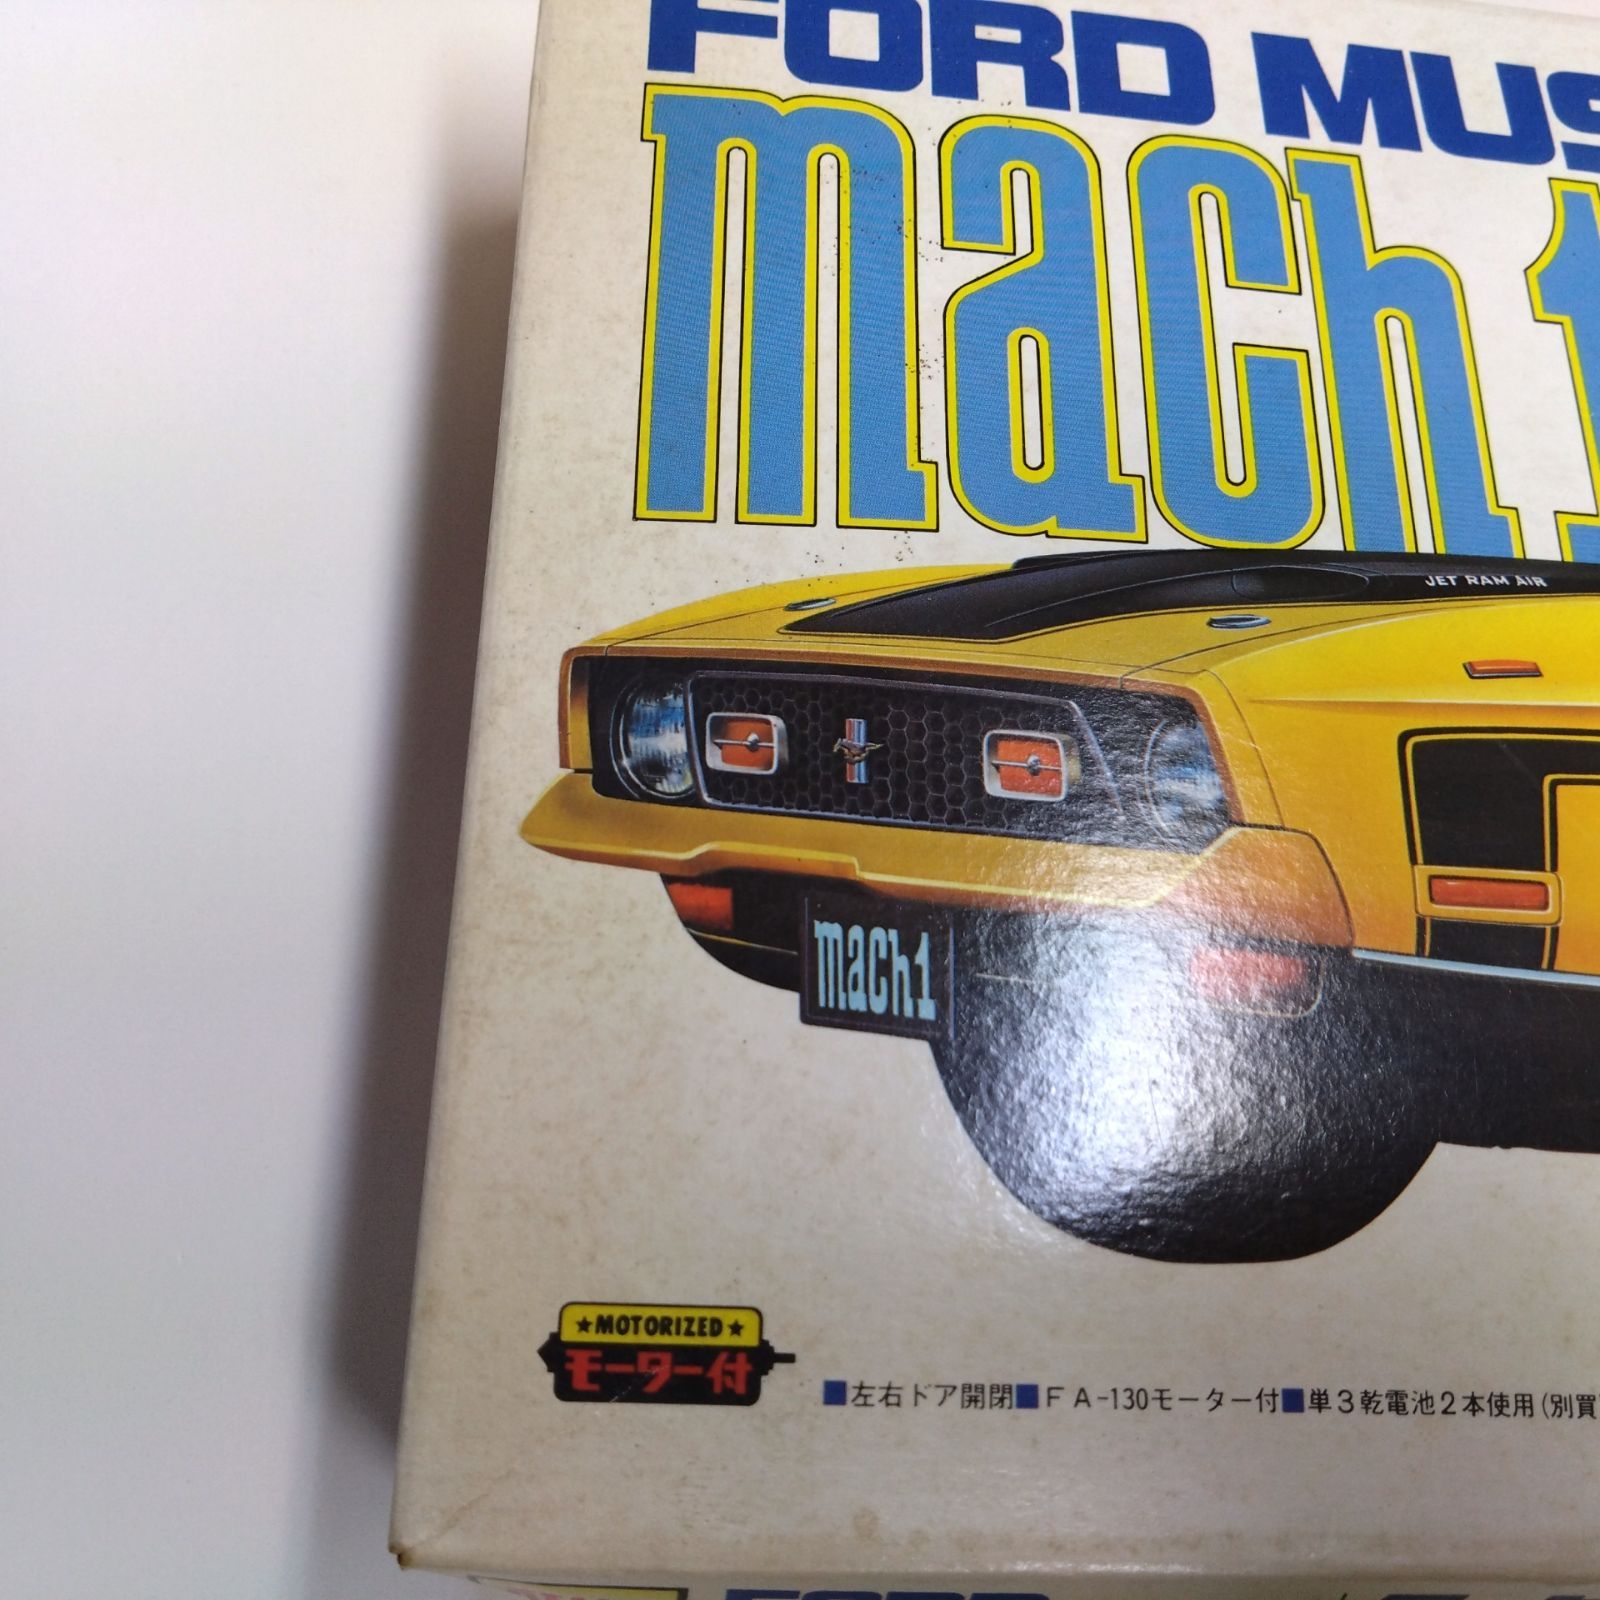 FORD MUS
mach 1
JET RAM AIR
mach1
★MOTORIZED★
モーター付
■左右ドア開閉■FA-130モーター付■単3乾電池2本使用(別買
FORD